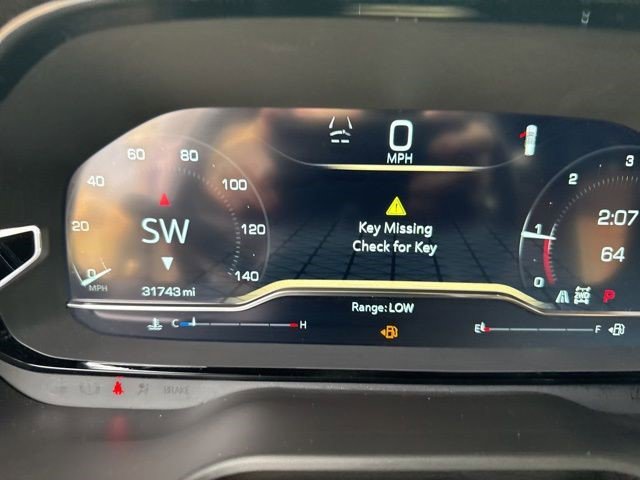 0
MPH
20
40
60
80
100
120
140
0
MPH
SW
31743 mi
Key Missing
Check for Key
Range: LOW
C
H
E
F
0
1
2
3
2:07
64
2WD
P
BRAKE